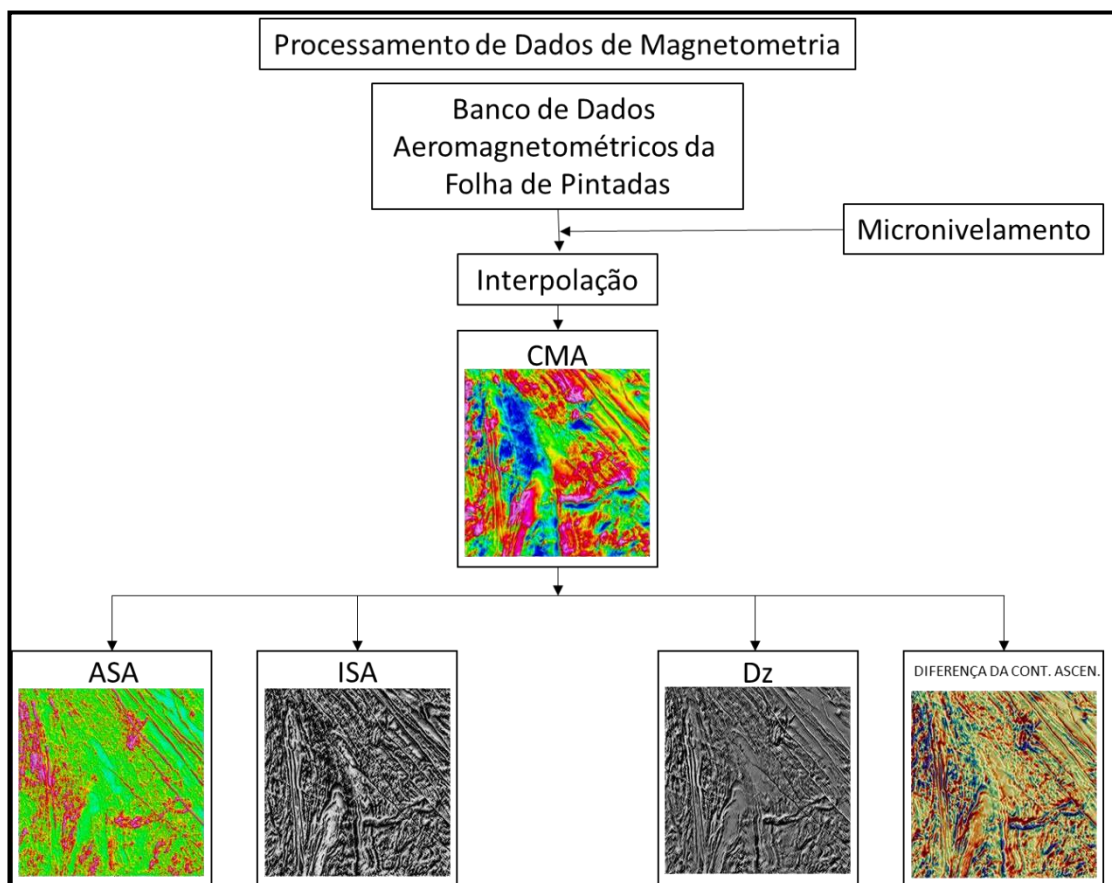 Processamento de Dados de Magnetometria
Banco de Dados
Aeromagnetométricos da
Folha de Pintadas
Micronivelamento
Interpolação
CMA
ASA
ISA
Dz
DIFERENÇA DA CONT. ASCEN.